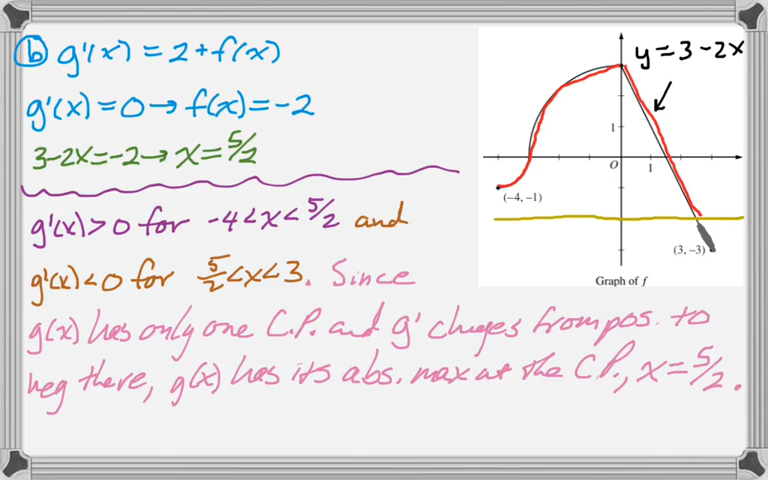 ⓑ g'(x) = 2 + f(x)
g'(x) = 0 → f(x) = -2
3-2x = -2 → x = 5/2
g'(x) > 0 for -4 < x < 5/2 and
g'(x) < 0 for 5/2 < x < 3. Since
g(x) has only one C.P. and g' chages from pos. to
neg there, g(x) has its abs. max at the C.P., x = 5/2.
y = 3 - 2x
1
O
1
(−4, −1)
(3, −3)
Graph of f